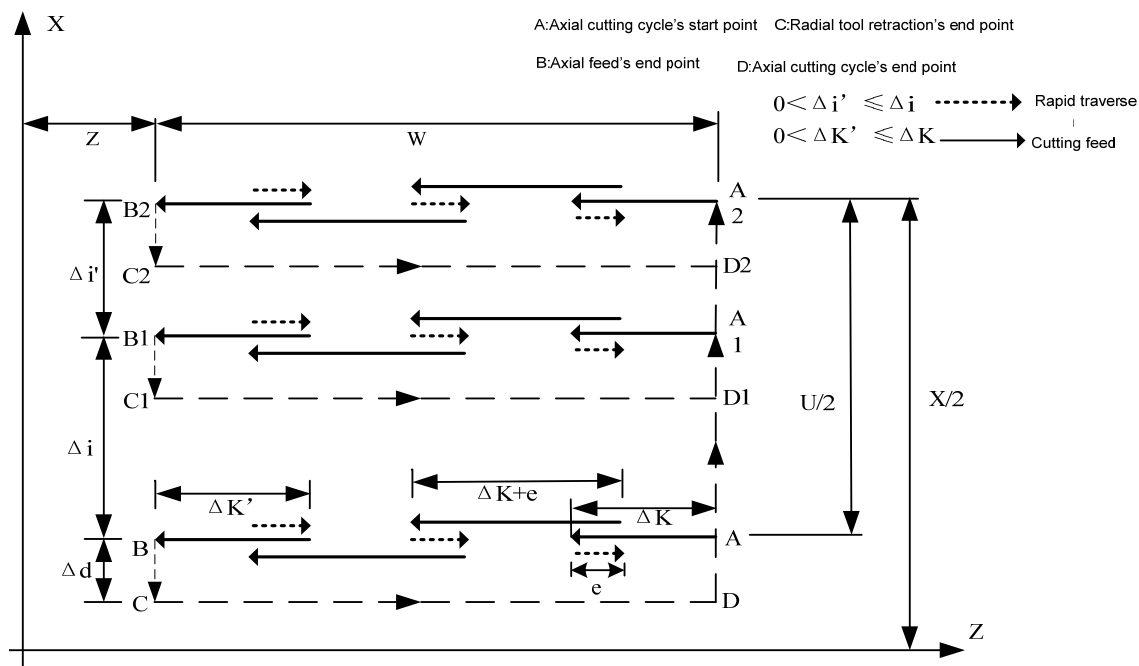 X
A:Axial cutting cycle's start point C:Radial tool retraction's end point
B:Axial feed's end point D:Axial cutting cycle's end point
0<Δi' ≤Δi Rapid traverse
0<ΔK' ≤ΔK Cutting feed
Z W
B2 A
2
Δi' C2 D2
B1 A
1
C1 D1
U/2 X/2
Δi
ΔK' ΔK+e ΔK
B A
Δd e
C D
Z